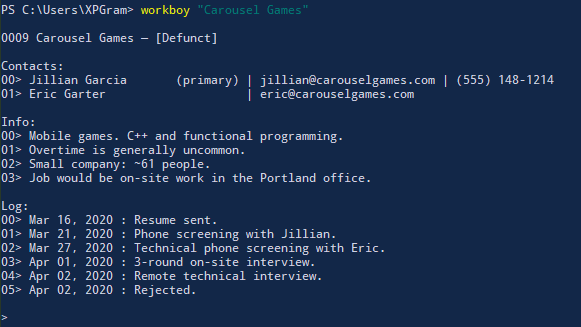 PS C:\Users\XPGram> workboy "Carousel Games"
0009 Carousel Games — [Defunct]
Contacts:
00> Jillian Garcia (primary) | jillian@carouselgames.com | (555) 148-1214
01> Eric Garter | eric@carouselgames.com
Info:
00> Mobile games. C++ and functional programming.
01> Overtime is generally uncommon.
02> Small company: ~61 people.
03> Job would be on-site work in the Portland office.
Log:
00> Mar 16, 2020 : Resume sent.
01> Mar 21, 2020 : Phone screening with Jillian.
02> Mar 27, 2020 : Technical phone screening with Eric.
03> Apr 01, 2020 : 3-round on-site interview.
04> Apr 02, 2020 : Remote technical interview.
05> Apr 02, 2020 : Rejected.
>